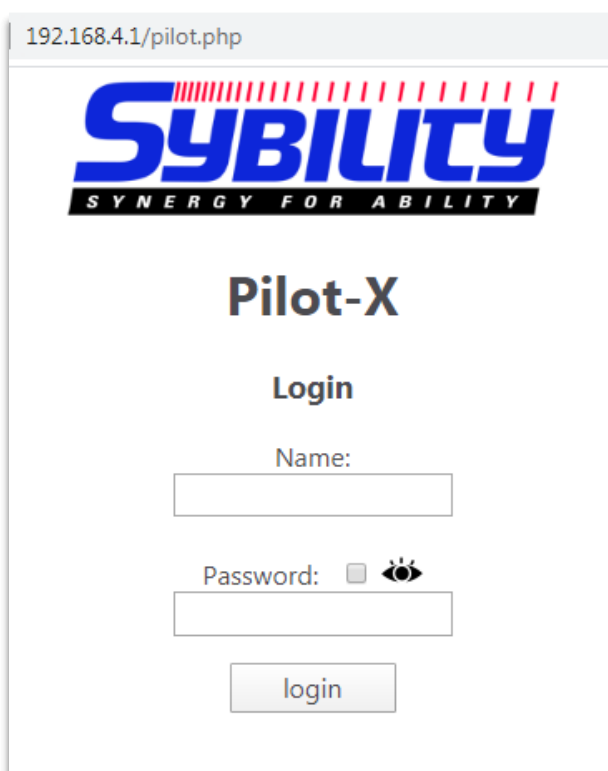 192.168.4.1/pilot.php
SYBILITY
SYNERGY FOR ABILITY
Pilot-X
Login
Name:
Password:
login